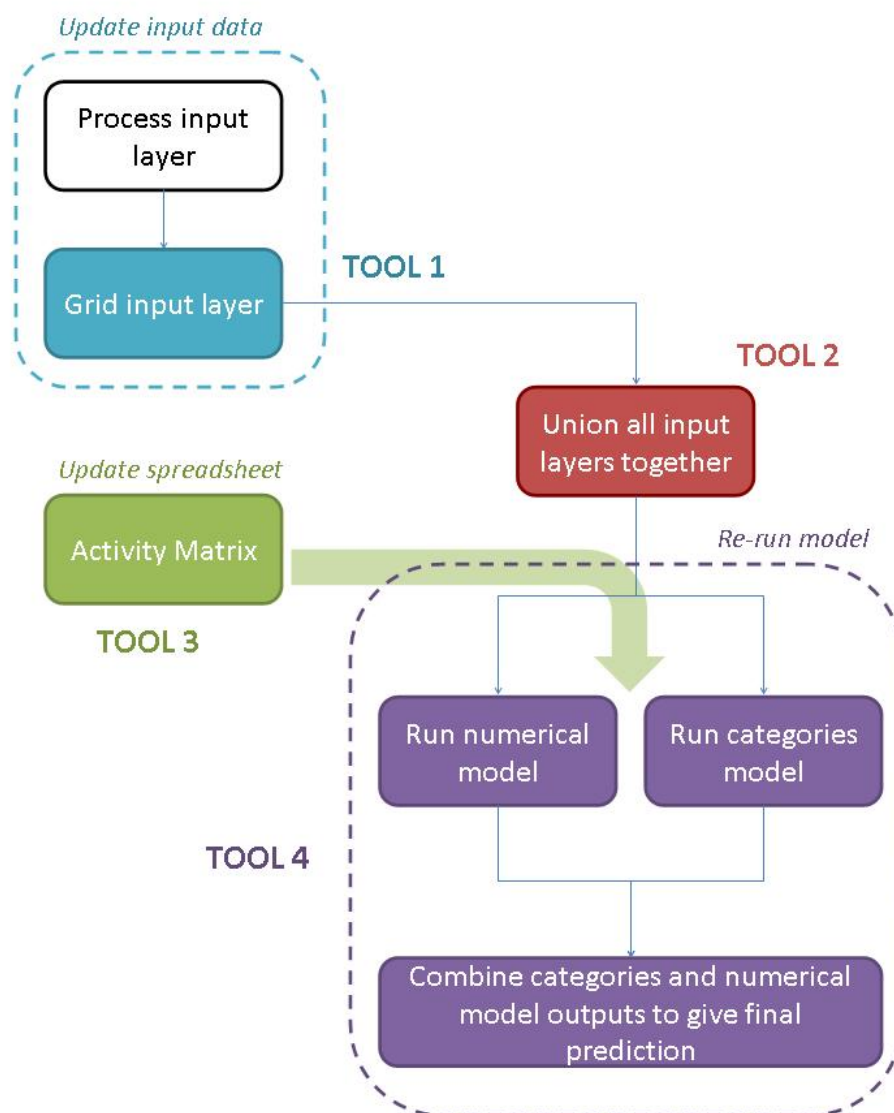 Update input data
Process input
layer
Grid input layer
TOOL 1
TOOL 2
Union all input
layers together
Update spreadsheet
Activity Matrix
TOOL 3
Re-run model
Run numerical
model
Run categories
model
TOOL 4
Combine categories and numerical
model outputs to give final
prediction